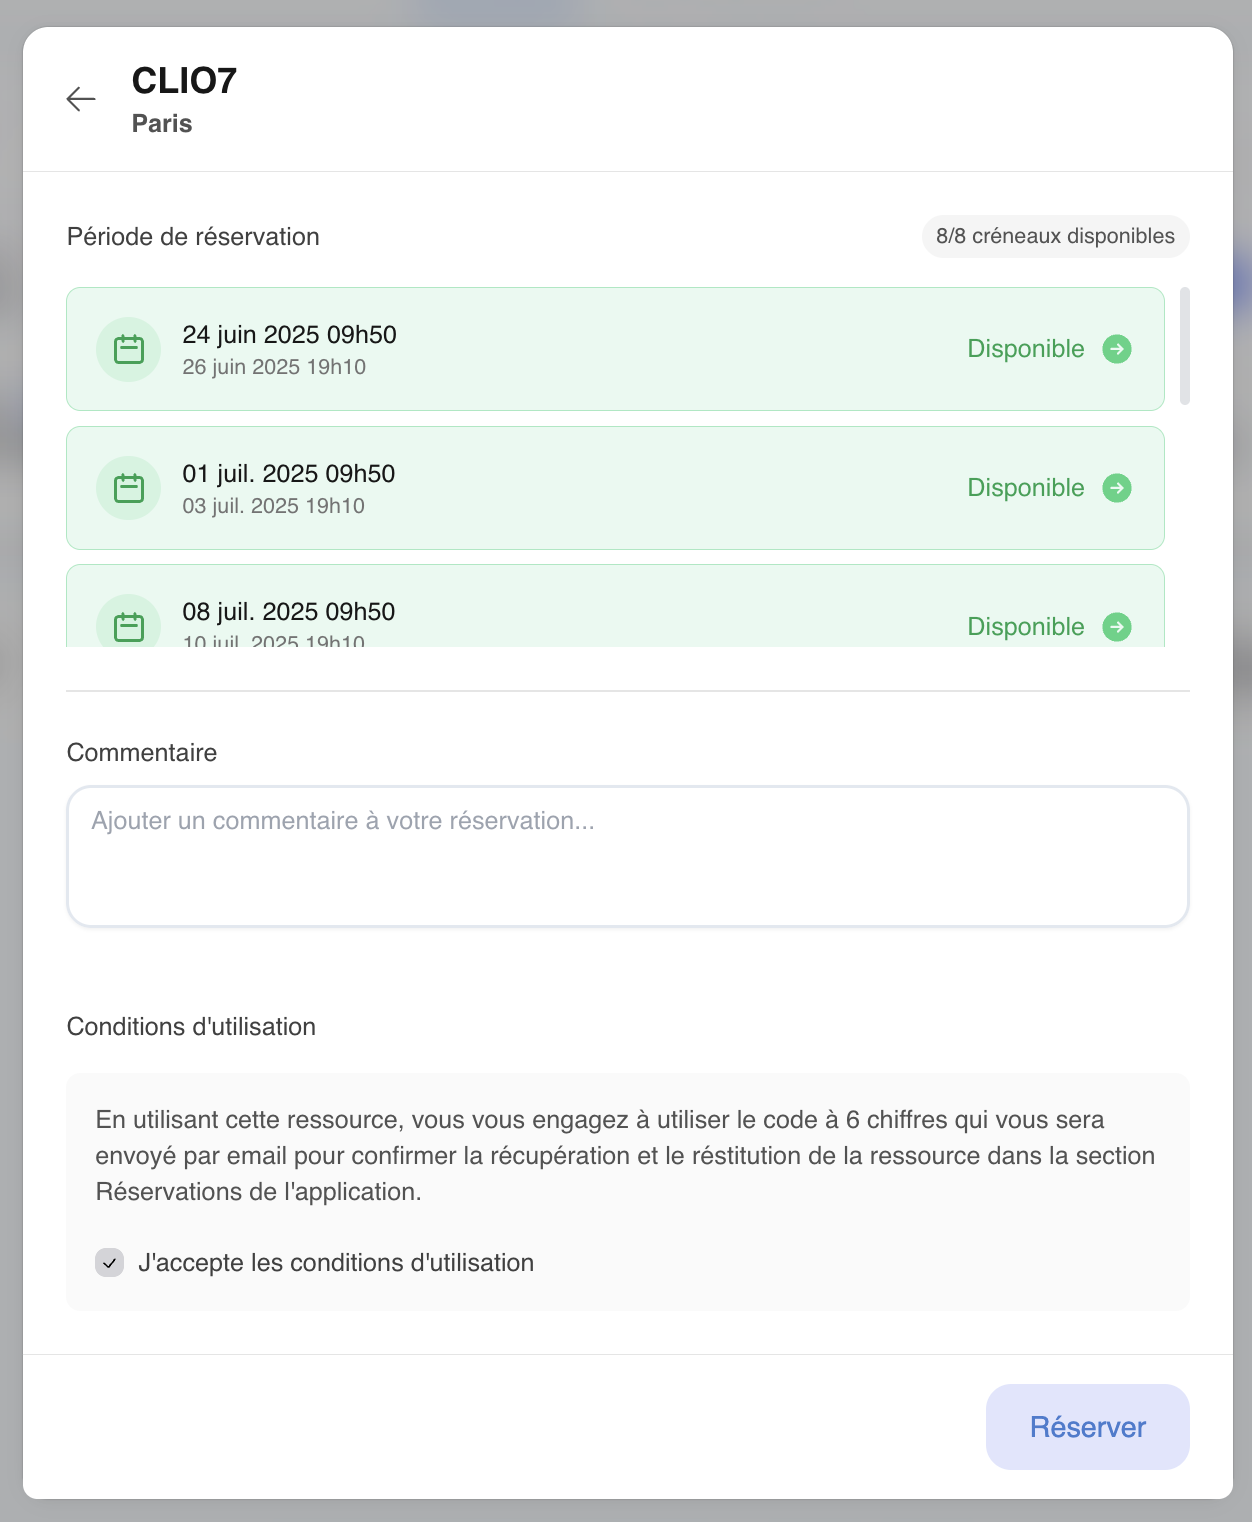 CLIO7
Paris
Période de réservation
8/8 créneaux disponibles
24 juin 2025 09h50
26 juin 2025 19h10
Disponible
01 juil. 2025 09h50
03 juil. 2025 19h10
Disponible
08 juil. 2025 09h50
10 juil. 2025 19h10
Disponible
Commentaire
Ajouter un commentaire à votre réservation...
Conditions d'utilisation
En utilisant cette ressource, vous vous engagez à utiliser le code à 6 chiffres qui vous sera
envoyé par email pour confirmer la récupération et le réstitution de la ressource dans la section
Réservations de l'application.
J'accepte les conditions d'utilisation
Réserver